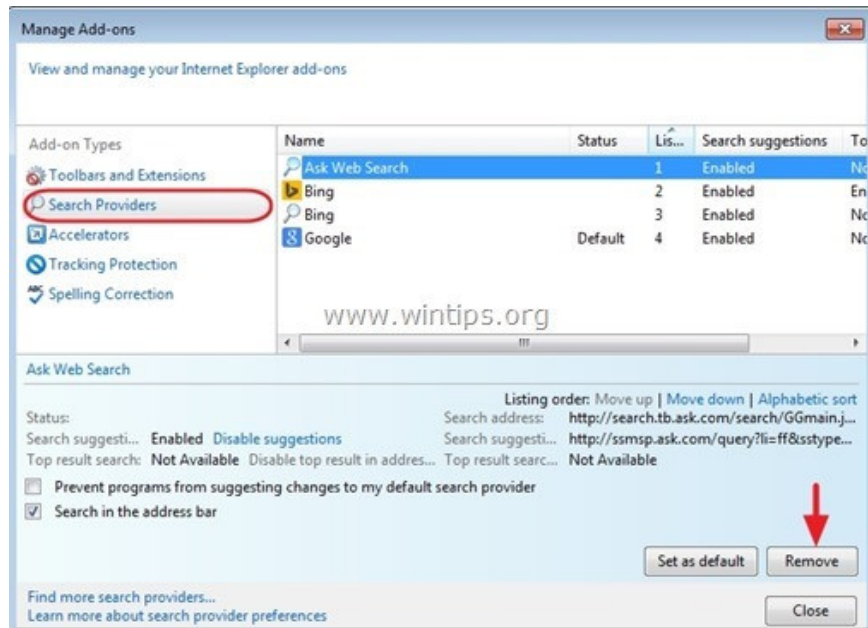 Manage Add-ons
View and manage your Internet Explorer add-ons
Add-on Types
Toolbars and Extensions
Search Providers
Accelerators
Tracking Protection
ABC
Spelling Correction
Name Status Lis... Search suggestions To
Ask Web Search 1 Enabled No
Bing 2 Enabled En
Bing 3 Enabled No
Google Default 4 Enabled No
www.wintips.org
Ask Web Search
Listing order: Move up | Move down | Alphabetic sort
Status: Search address: http://search.tb.ask.com/search/GGmain.j...
Search suggesti... Enabled Disable suggestions Search suggesti... http://ssmsp.ask.com/query?li=ff&sstype...
Top result search: Not Available Disable top result in addres... Top result searc... Not Available
Prevent programs from suggesting changes to my default search provider
Search in the address bar
Set as default Remove
Find more search providers...
Learn more about search provider preferences
Close